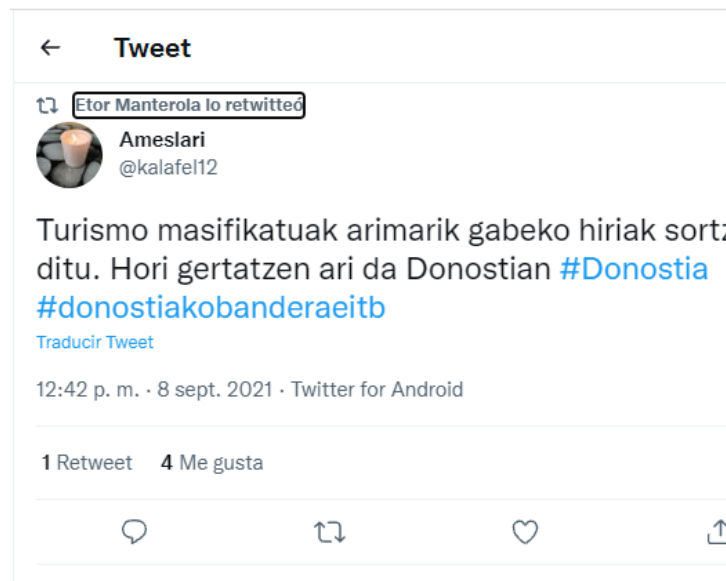 Tweet
Etor Manterola lo retwitteó
Ameslari
@kalafel12
Turismo masifikatuak arimarik gabeko hiriak
ditu. Hori gertatzen ari da Donostian #Donostia
#donostiakobanderaeitb
Traducir Tweet
12:42 p. m. · 8 sept. 2021 · Twitter for Android
1 Retweet 4 Me gusta